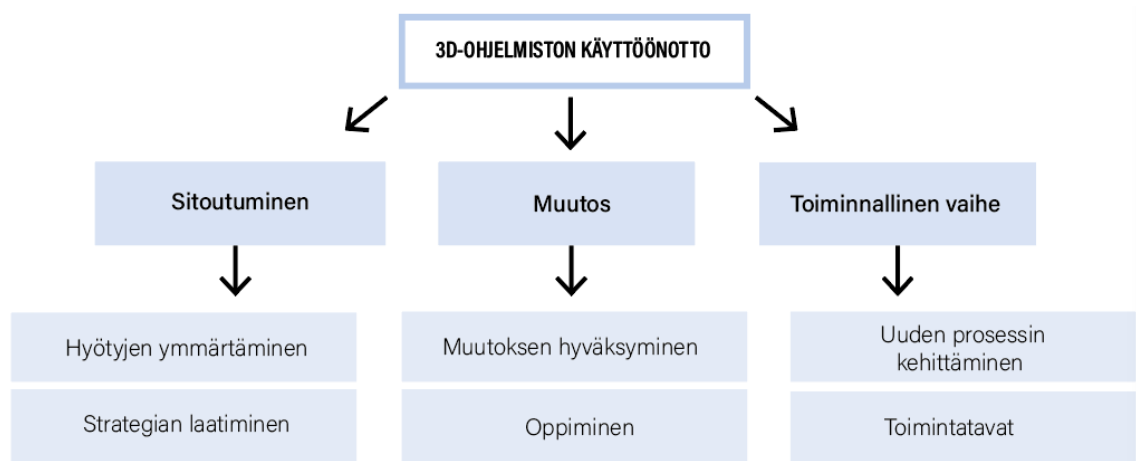 3D-OHJELMISTON KÄYTTÖÖNOTTO
Sitoutuminen
Muutos
Toiminnallinen vaihe
Hyötyjen ymmärtäminen
Muutoksen hyväksyminen
Uuden prosessin
kehittäminen
Strategian laatiminen
Oppiminen
Toimintatavat